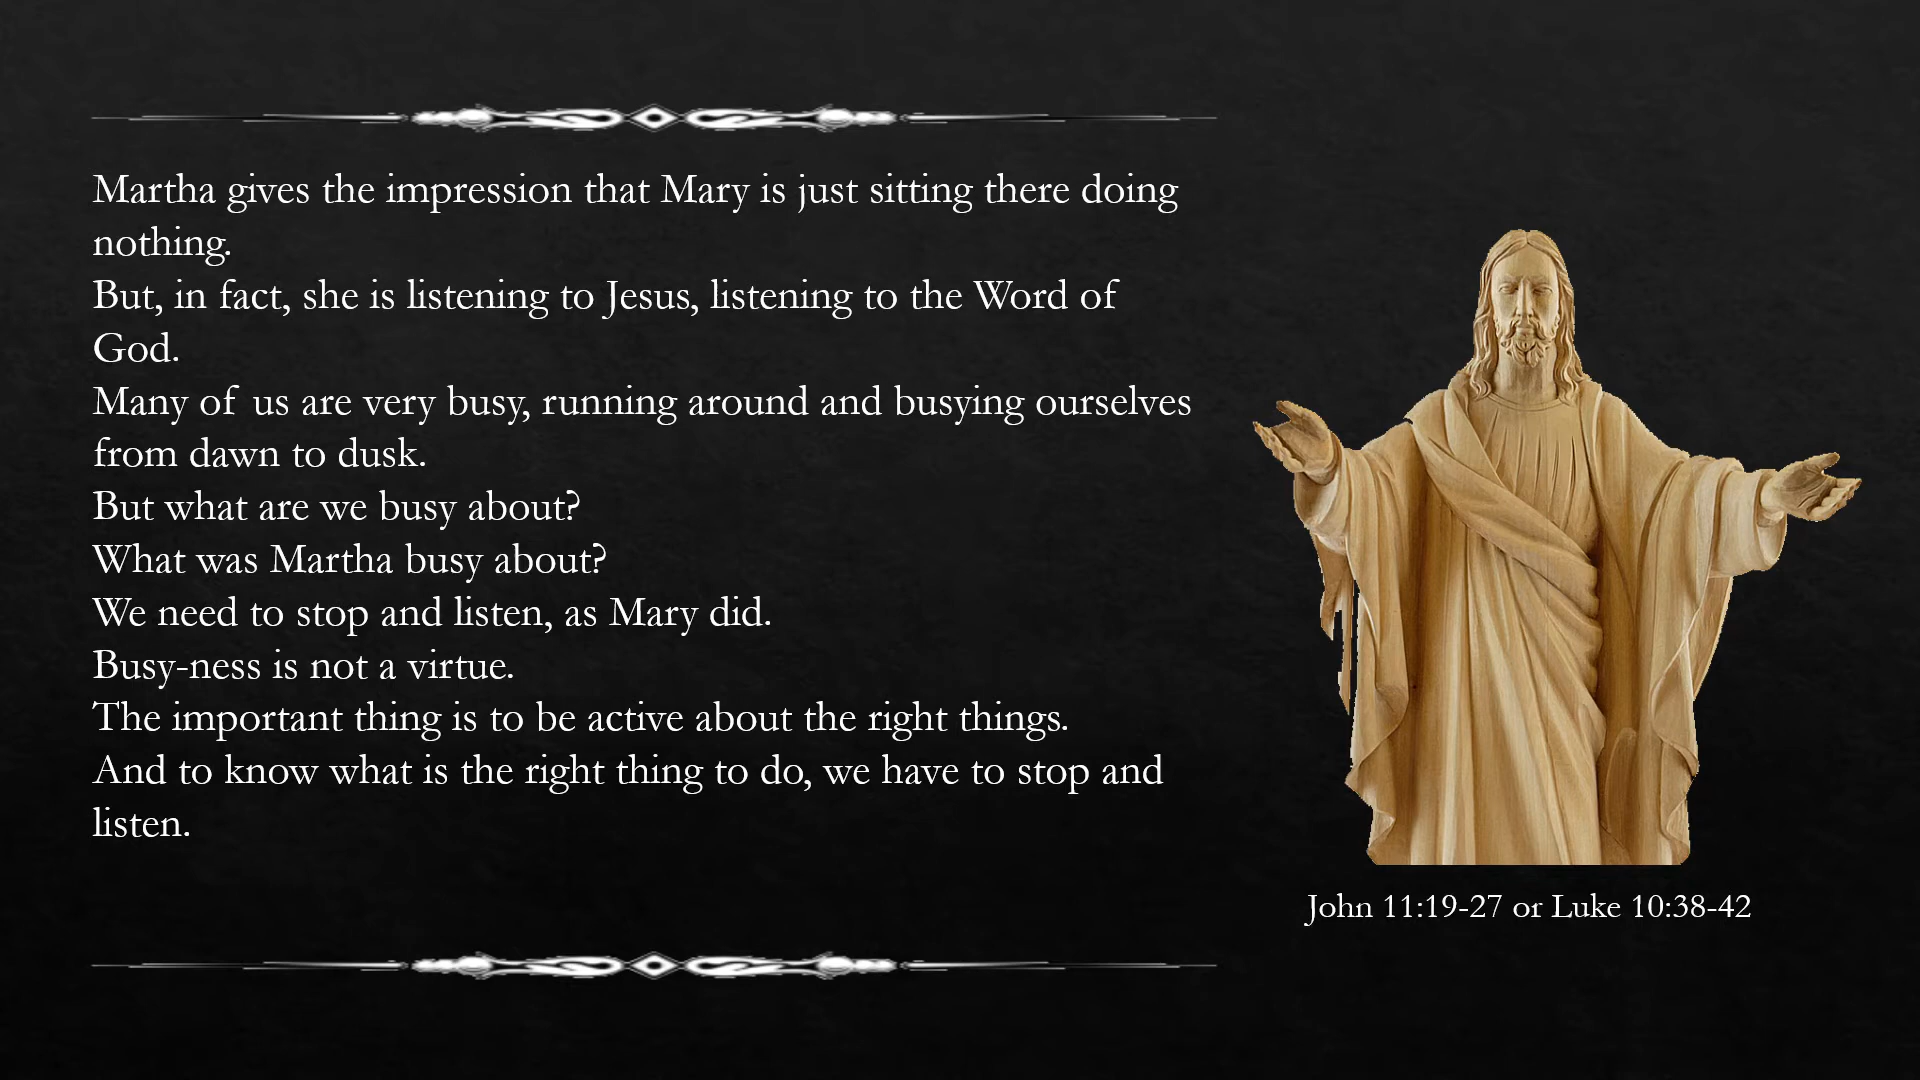 Martha gives the impression that Mary is just sitting there doing
nothing.
But, in fact, she is listening to Jesus, listening to the Word of
God.
Many of us are very busy, running around and busying ourselves
from dawn to dusk.
But what are we busy about?
What was Martha busy about?
We need to stop and listen, as Mary did.
Busy-ness is not a virtue.
The important thing is to be active about the right things.
And to know what is the right thing to do, we have to stop and
listen.
John 11:19-27 or Luke 10:38-42